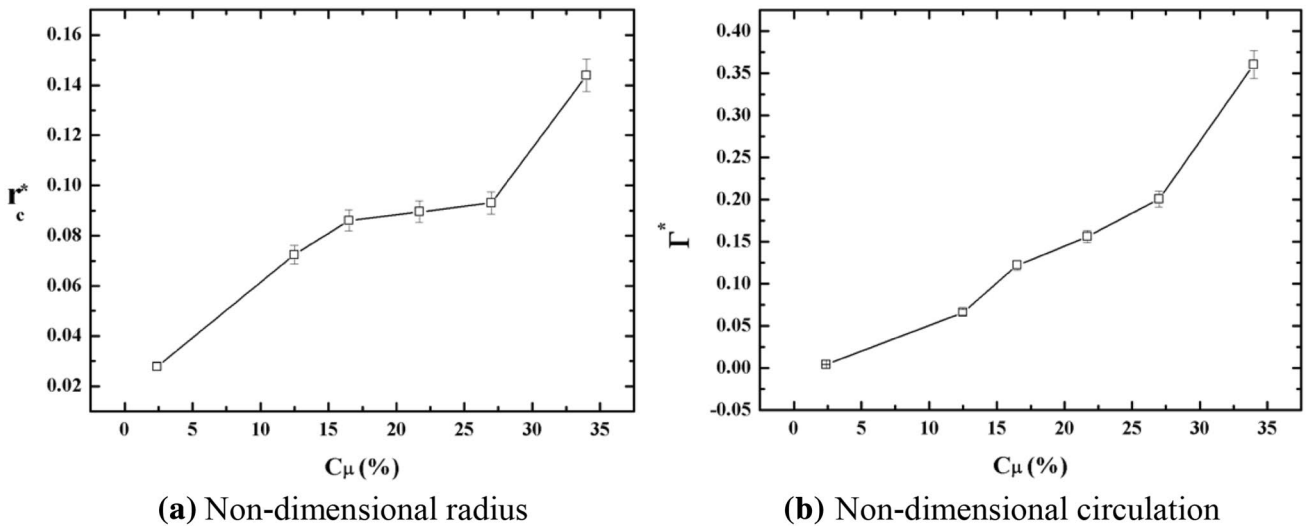 0.16
0.14
0.12
0.10
0.08
0.06
0.04
0.02
r*c
0 5 10 15 20 25 30 35
Cμ (%)
(a) Non-dimensional radius
0.40
0.35
0.30
0.25
0.20
0.15
0.10
0.05
0.00
-0.05
Γ*
0 5 10 15 20 25 30 35
Cμ (%)
(b) Non-dimensional circulation